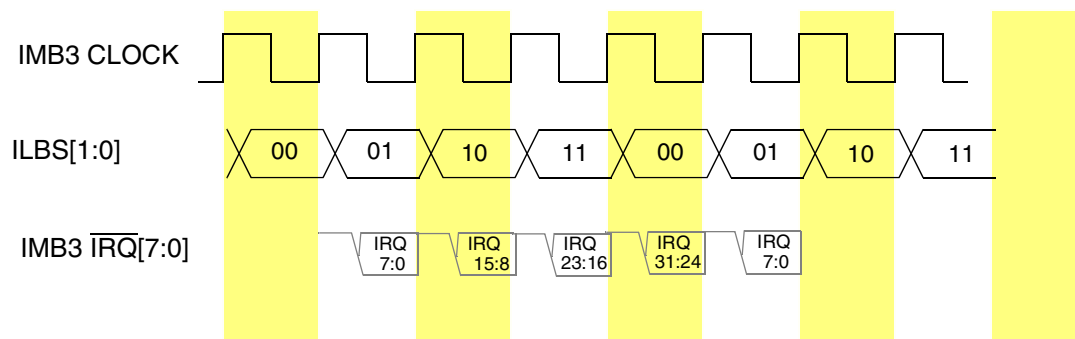 IMB3 CLOCK
ILBS[1:0] 00 01 10 11 00 01 10 11
IMB3 IRQ[7:0]
IRQ 7:0
IRQ 15:8
IRQ 23:16
IRQ 31:24
IRQ 7:0